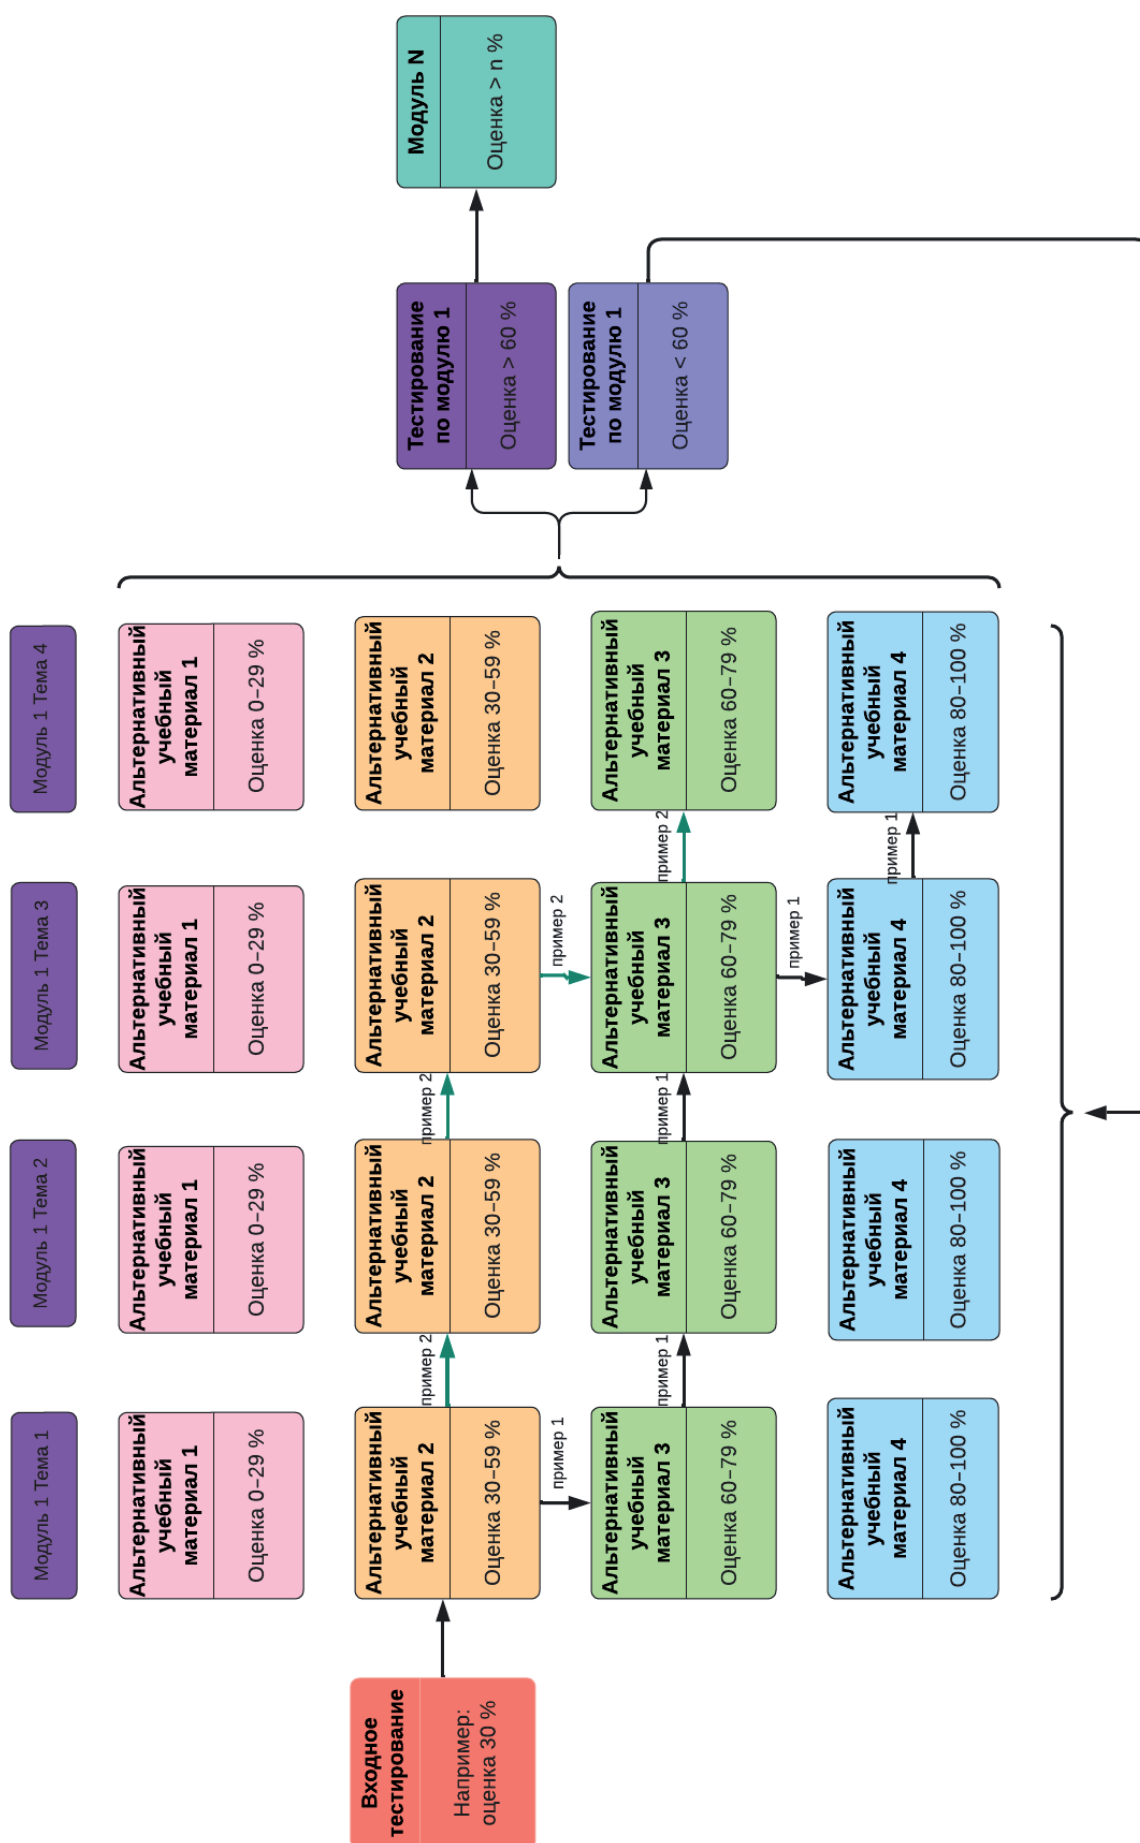 Модуль 1 Тема 1
Модуль 1 Тема 2
Модуль 1 Тема 3
Модуль 1 Тема 4
Альтернативный
учебный
материал 1
Оценка 0–29 %
Альтернативный
учебный
материал 1
Оценка 0–29 %
Альтернативный
учебный
материал 1
Оценка 0–29 %
Альтернативный
учебный
материал 1
Оценка 0–29 %
Входное
тестирование
Например:
оценка 30 %
Альтернативный
учебный
материал 2
Оценка 30–59 %
пример 2
Альтернативный
учебный
материал 2
Оценка 30–59 %
пример 2
Альтернативный
учебный
материал 2
Оценка 30–59 %
Альтернативный
учебный
материал 2
Оценка 30–59 %
пример 1
пример 2
Альтернативный
учебный
материал 3
Оценка 60–79 %
пример 1
Альтернативный
учебный
материал 3
Оценка 60–79 %
пример 1
Альтернативный
учебный
материал 3
Оценка 60–79 %
пример 2
Альтернативный
учебный
материал 3
Оценка 60–79 %
пример 1
Альтернативный
учебный
материал 4
Оценка 80–100 %
Альтернативный
учебный
материал 4
Оценка 80–100 %
Альтернативный
учебный
материал 4
Оценка 80–100 %
пример 1
Альтернативный
учебный
материал 4
Оценка 80–100 %
Тестирование
по модулю 1
Оценка > 60 %
Тестирование
по модулю 1
Оценка < 60 %
Модуль N
Оценка > n %